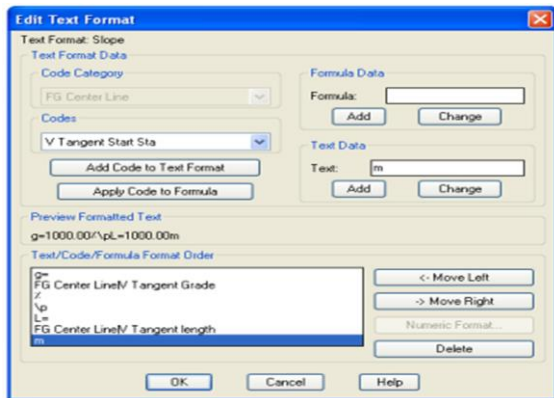 Edit Text Format
Text Format: Slope
Text Format Data
Code Category
FG Center Line
Codes
V Tangent Start Sta
Add Code to Text Format
Apply Code to Formula
Formula Data
Formula:
Add Change
Text Data
Text: m
Add Change
Preview Formatted Text
g=1000.00%\pL=1000.00m
Text/Code/Formula Format Order
g=
FG Center Line|V Tangent Grade
%
\p
L=
FG Center Line|V Tangent length
m
<- Move Left
-> Move Right
Numeric Format...
Delete
OK Cancel Help